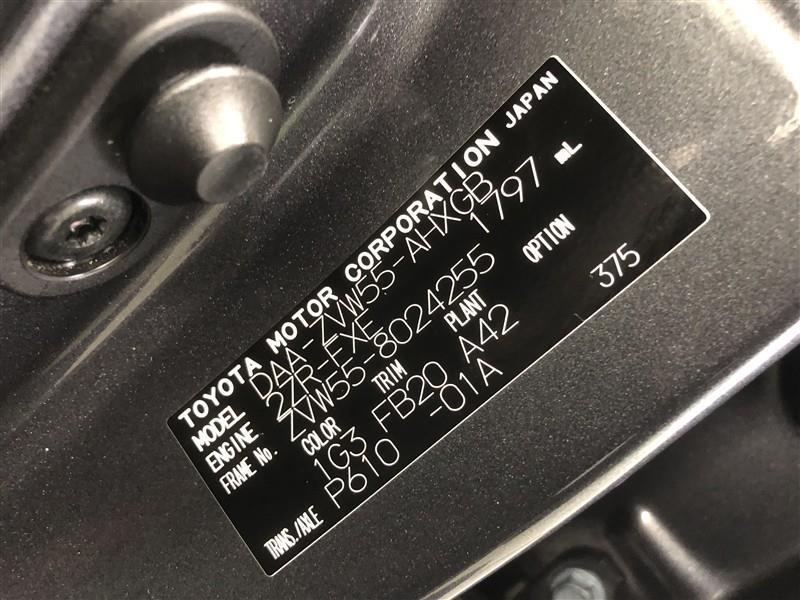 TOYOTA MOTOR CORPORATION JAPAN
MODEL DAA-ZVW55-AHXGB
ENGINE 2ZR-FXE 1797 mL
FRAME No. ZVW55-8024255
COLOR TRIM PLANT OPTION
1G3 FB20 A42 375
TRANS./AXLE P610 -01A